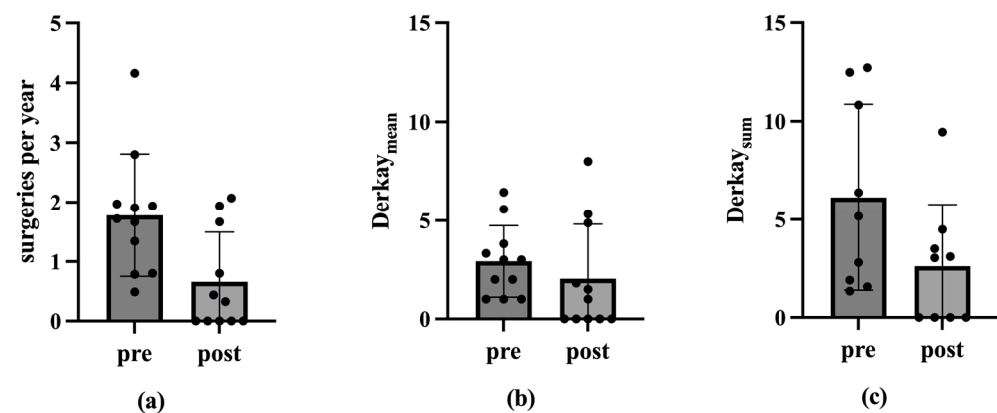 surgeries per year
5
4
3
2
1
0
pre post
(a)
Derkaymean
15
10
5
0
pre post
(b)
Derkaysum
15
10
5
0
pre post
(c)